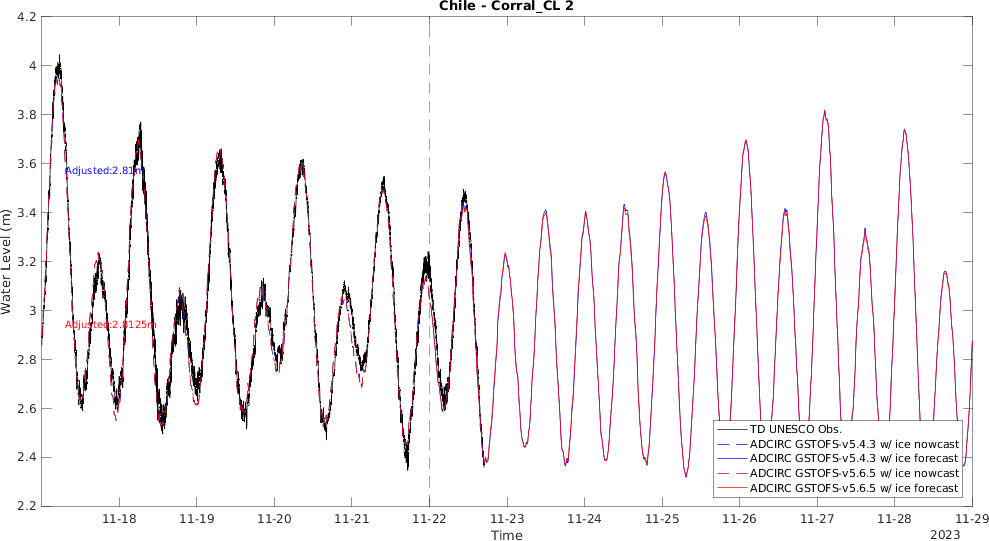 Chile - Corral_CL 2
4.2
4
3.8
3.6
3.4
3.2
3
2.8
2.6
2.4
2.2
Water Level (m)
Adjusted:2.81m
Adjusted:2.8125m
TD UNESCO Obs.
ADCIRC GSTOFS-v5.4.3 w/ ice nowcast
ADCIRC GSTOFS-v5.4.3 w/ ice forecast
ADCIRC GSTOFS-v5.6.5 w/ ice nowcast
ADCIRC GSTOFS-v5.6.5 w/ ice forecast
11-18 11-19 11-20 11-21 11-22 11-23 11-24 11-25 11-26 11-27 11-28 11-29
Time
2023